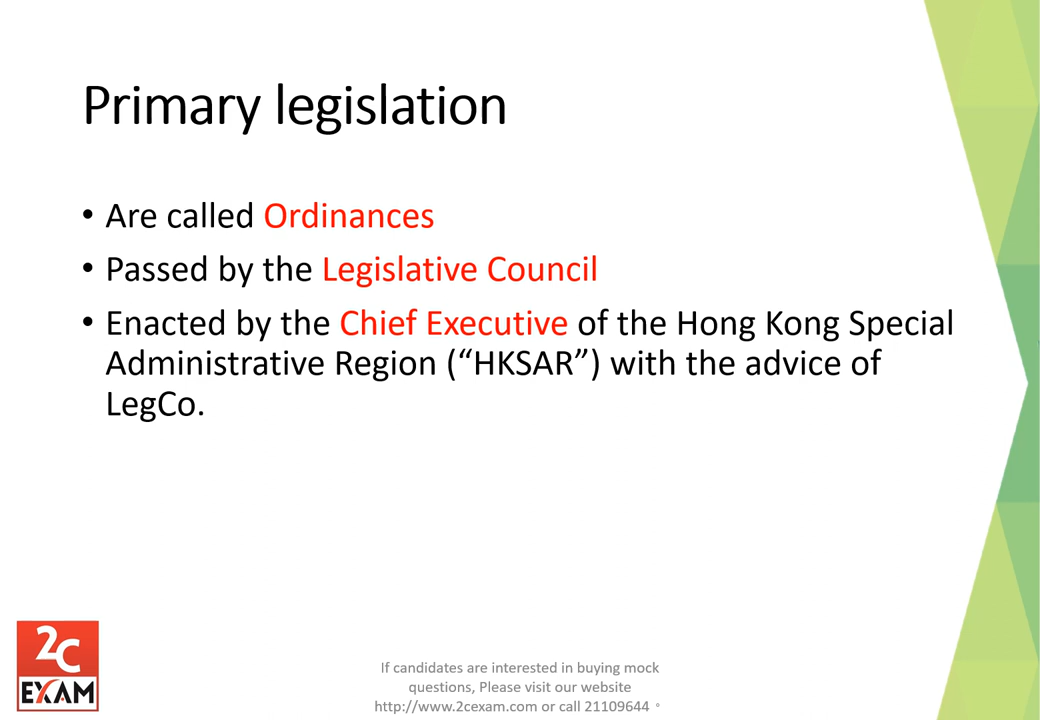 Primary legislation
• Are called Ordinances
• Passed by the Legislative Council
• Enacted by the Chief Executive of the Hong Kong Special
Administrative Region (“HKSAR”) with the advice of
LegCo.
2C
EXAM
If candidates are interested in buying mock
questions, Please visit our website
http://www.2cexam.com or call 21109644 。